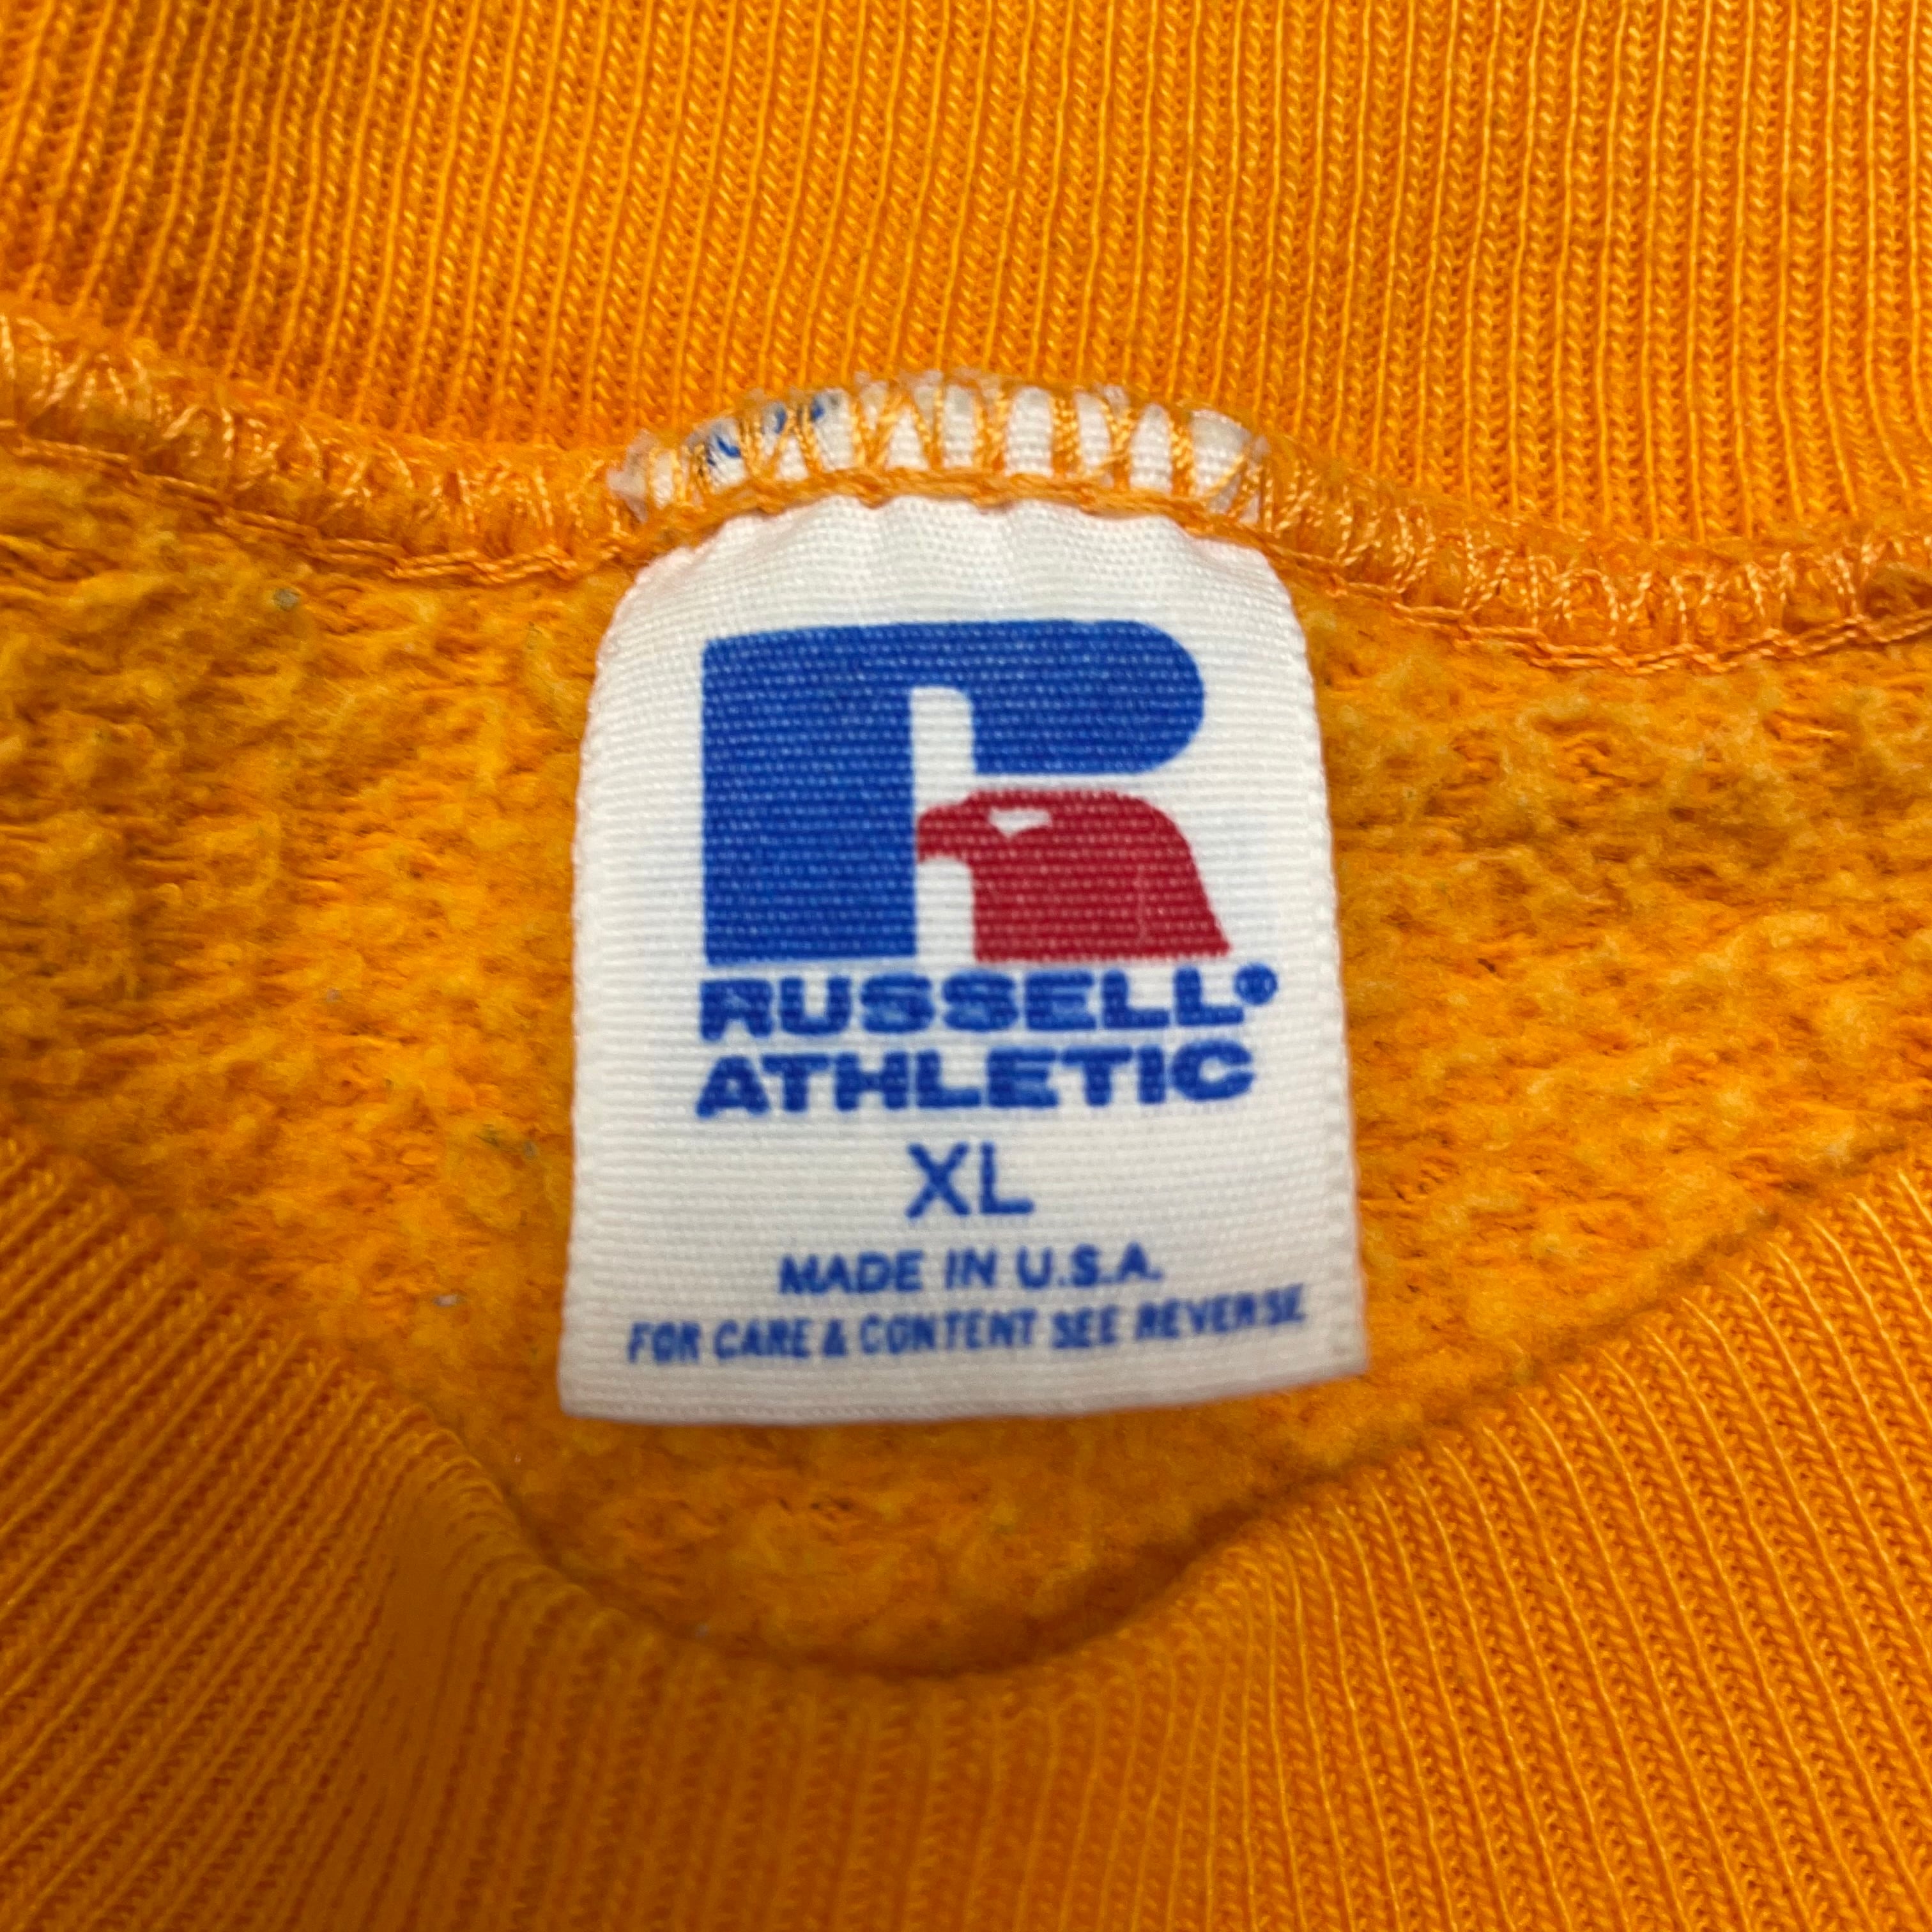 R
RUSSELL®
ATHLETIC
XL
MADE IN U.S.A.
FOR CARE & CONTENT SEE REVERSE